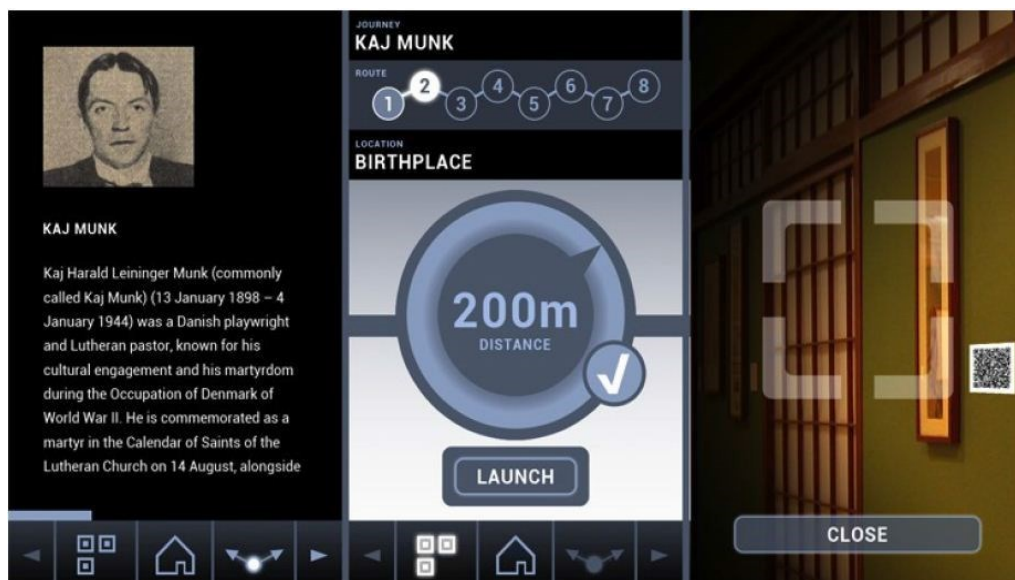 KAJ MUNK
Kaj Harald Leininger Munk (commonly
called Kaj Munk) (13 January 1898 – 4
January 1944) was a Danish playwright
and Lutheran pastor, known for his
cultural engagement and his martyrdom
during the Occupation of Denmark of
World War II. He is commemorated as a
martyr in the Calendar of Saints of the
Lutheran Church on 14 August, alongside
JOURNEY
KAJ MUNK
ROUTE
1 2 3 4 5 6 7 8
LOCATION
BIRTHPLACE
200m
DISTANCE
LAUNCH
CLOSE